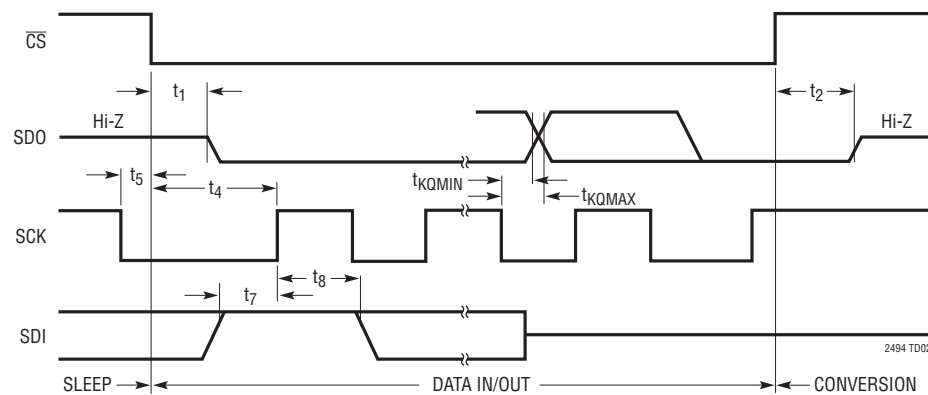 CS
t1
t2
Hi-Z
Hi-Z
SDO
t5
t4
tKQMIN
tKQMAX
SCK
t8
t7
SDI
2494 TD02
SLEEP
DATA IN/OUT
CONVERSION